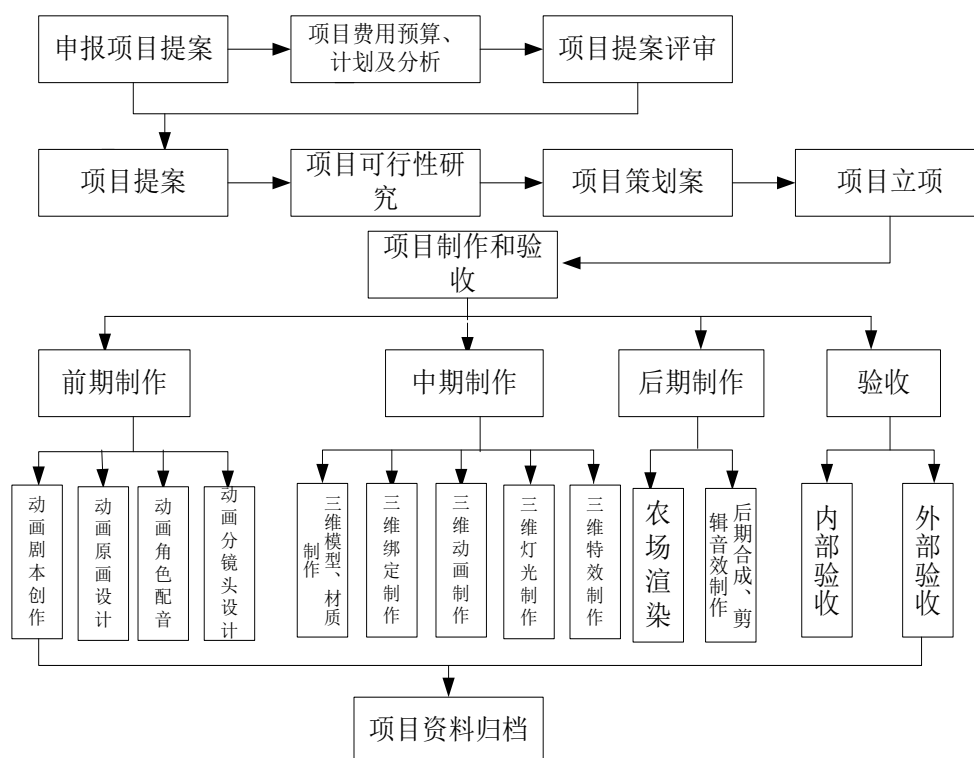 申报项目提案
项目费用预算、
计划及分析
项目提案评审
项目提案
项目可行性研
究
项目策划案
项目立项
项目制作和验
收
前期制作
中期制作
后期制作
验收
动画剧本创作
动画原画设计
动画角色配音
动画分镜头设计
三维模型、材质
制作
三维绑定制作
三维动画制作
三维灯光制作
三维特效制作
农场渲染
后期合成、剪
辑音效制作
内部验收
外部验收
项目资料归档